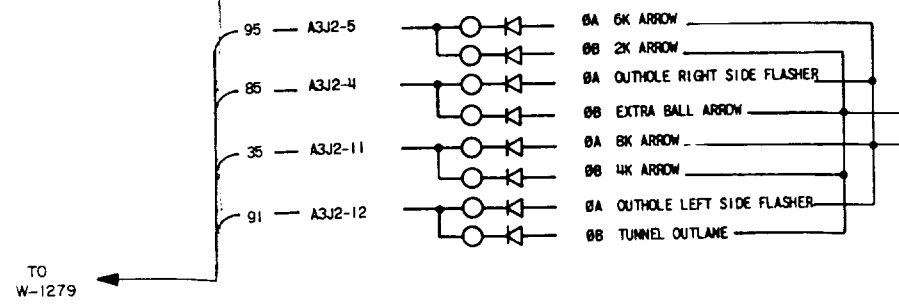 95 — A3J2-5 ØA 6K ARROW
ØB 2K ARROW
85 — A3J2-4 ØA OUTHOLE RIGHT SIDE FLASHER
ØB EXTRA BALL ARROW
35 — A3J2-11 ØA 8K ARROW
ØB 4K ARROW
91 — A3J2-12 ØA OUTHOLE LEFT SIDE FLASHER
ØB TUNNEL OUTLANE
TO
W-1279